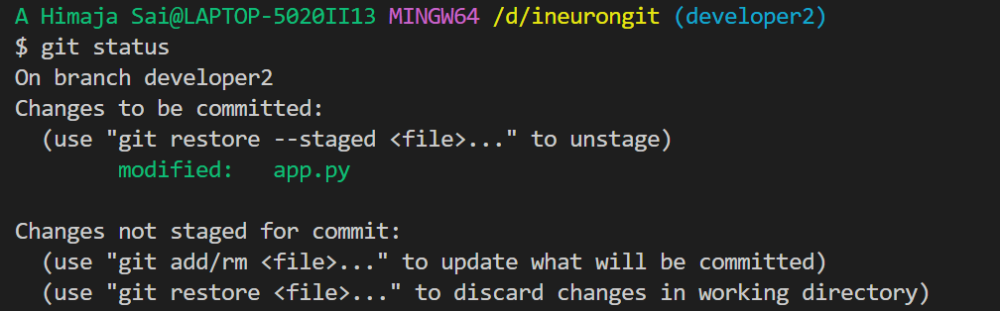 A Himaja Sai@LAPTOP-5020II13 MINGW64 /d/ineurongit (developer2)
$ git status
On branch developer2
Changes to be committed:
  (use "git restore --staged <file>..." to unstage)
        modified:   app.py

Changes not staged for commit:
  (use "git add/rm <file>..." to update what will be committed)
  (use "git restore <file>..." to discard changes in working directory)